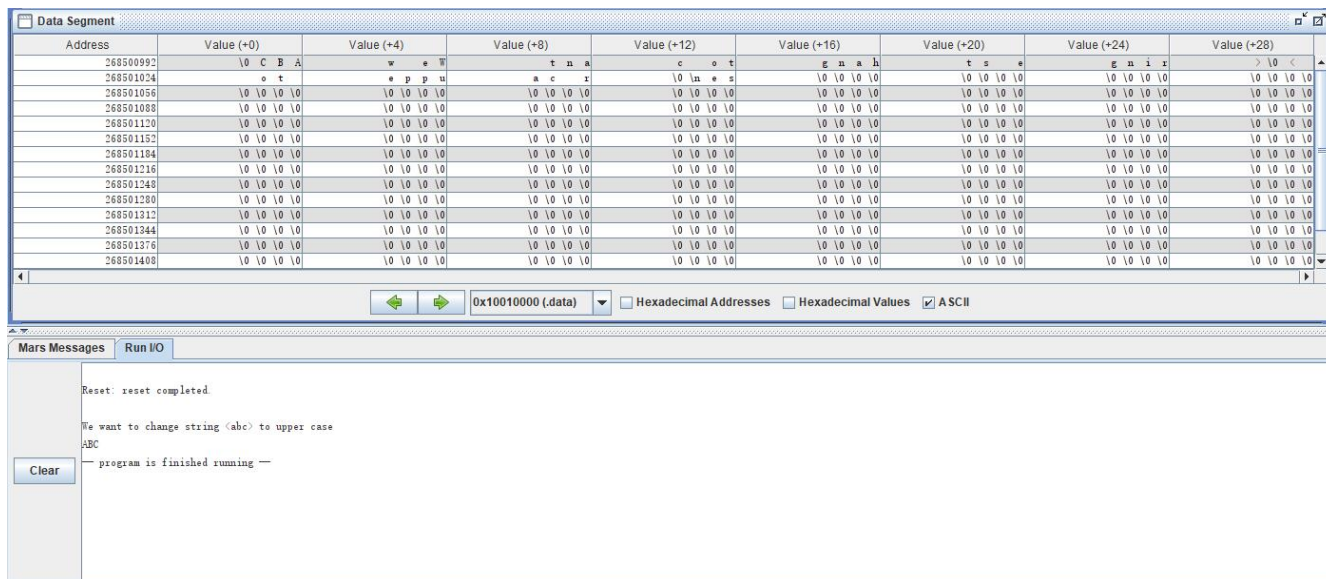 Data Segment
Address Value (+0) Value (+4) Value (+8) Value (+12) Value (+16) Value (+20) Value (+24) Value (+28)
268500992 \0 C B A w e W t n a c o t g n a h t s e g n i r > \0 <
268501024 o t e p p u a c r \0 \n e s \0 \0 \0 \0 \0 \0 \0 \0 \0 \0 \0 \0 \0 \0 \0 \0
268501056 \0 \0 \0 \0 \0 \0 \0 \0 \0 \0 \0 \0 \0 \0 \0 \0 \0 \0 \0 \0 \0 \0 \0 \0 \0 \0 \0 \0 \0 \0 \0 \0
268501088 \0 \0 \0 \0 \0 \0 \0 \0 \0 \0 \0 \0 \0 \0 \0 \0 \0 \0 \0 \0 \0 \0 \0 \0 \0 \0 \0 \0 \0 \0 \0 \0
268501120 \0 \0 \0 \0 \0 \0 \0 \0 \0 \0 \0 \0 \0 \0 \0 \0 \0 \0 \0 \0 \0 \0 \0 \0 \0 \0 \0 \0 \0 \0 \0 \0
268501152 \0 \0 \0 \0 \0 \0 \0 \0 \0 \0 \0 \0 \0 \0 \0 \0 \0 \0 \0 \0 \0 \0 \0 \0 \0 \0 \0 \0 \0 \0 \0 \0
268501184 \0 \0 \0 \0 \0 \0 \0 \0 \0 \0 \0 \0 \0 \0 \0 \0 \0 \0 \0 \0 \0 \0 \0 \0 \0 \0 \0 \0 \0 \0 \0 \0
268501216 \0 \0 \0 \0 \0 \0 \0 \0 \0 \0 \0 \0 \0 \0 \0 \0 \0 \0 \0 \0 \0 \0 \0 \0 \0 \0 \0 \0 \0 \0 \0 \0
268501248 \0 \0 \0 \0 \0 \0 \0 \0 \0 \0 \0 \0 \0 \0 \0 \0 \0 \0 \0 \0 \0 \0 \0 \0 \0 \0 \0 \0 \0 \0 \0 \0
268501280 \0 \0 \0 \0 \0 \0 \0 \0 \0 \0 \0 \0 \0 \0 \0 \0 \0 \0 \0 \0 \0 \0 \0 \0 \0 \0 \0 \0 \0 \0 \0 \0
268501312 \0 \0 \0 \0 \0 \0 \0 \0 \0 \0 \0 \0 \0 \0 \0 \0 \0 \0 \0 \0 \0 \0 \0 \0 \0 \0 \0 \0 \0 \0 \0 \0
268501344 \0 \0 \0 \0 \0 \0 \0 \0 \0 \0 \0 \0 \0 \0 \0 \0 \0 \0 \0 \0 \0 \0 \0 \0 \0 \0 \0 \0 \0 \0 \0 \0
268501376 \0 \0 \0 \0 \0 \0 \0 \0 \0 \0 \0 \0 \0 \0 \0 \0 \0 \0 \0 \0 \0 \0 \0 \0 \0 \0 \0 \0 \0 \0 \0 \0
268501408 \0 \0 \0 \0 \0 \0 \0 \0 \0 \0 \0 \0 \0 \0 \0 \0 \0 \0 \0 \0 \0 \0 \0 \0 \0 \0 \0 \0 \0 \0 \0 \0
0x10010000 (.data) Hexadecimal Addresses Hexadecimal Values ASCII
Mars Messages Run I/O
Reset: reset completed.
We want to change string <abc> to upper case
ABC
-- program is finished running --
Clear